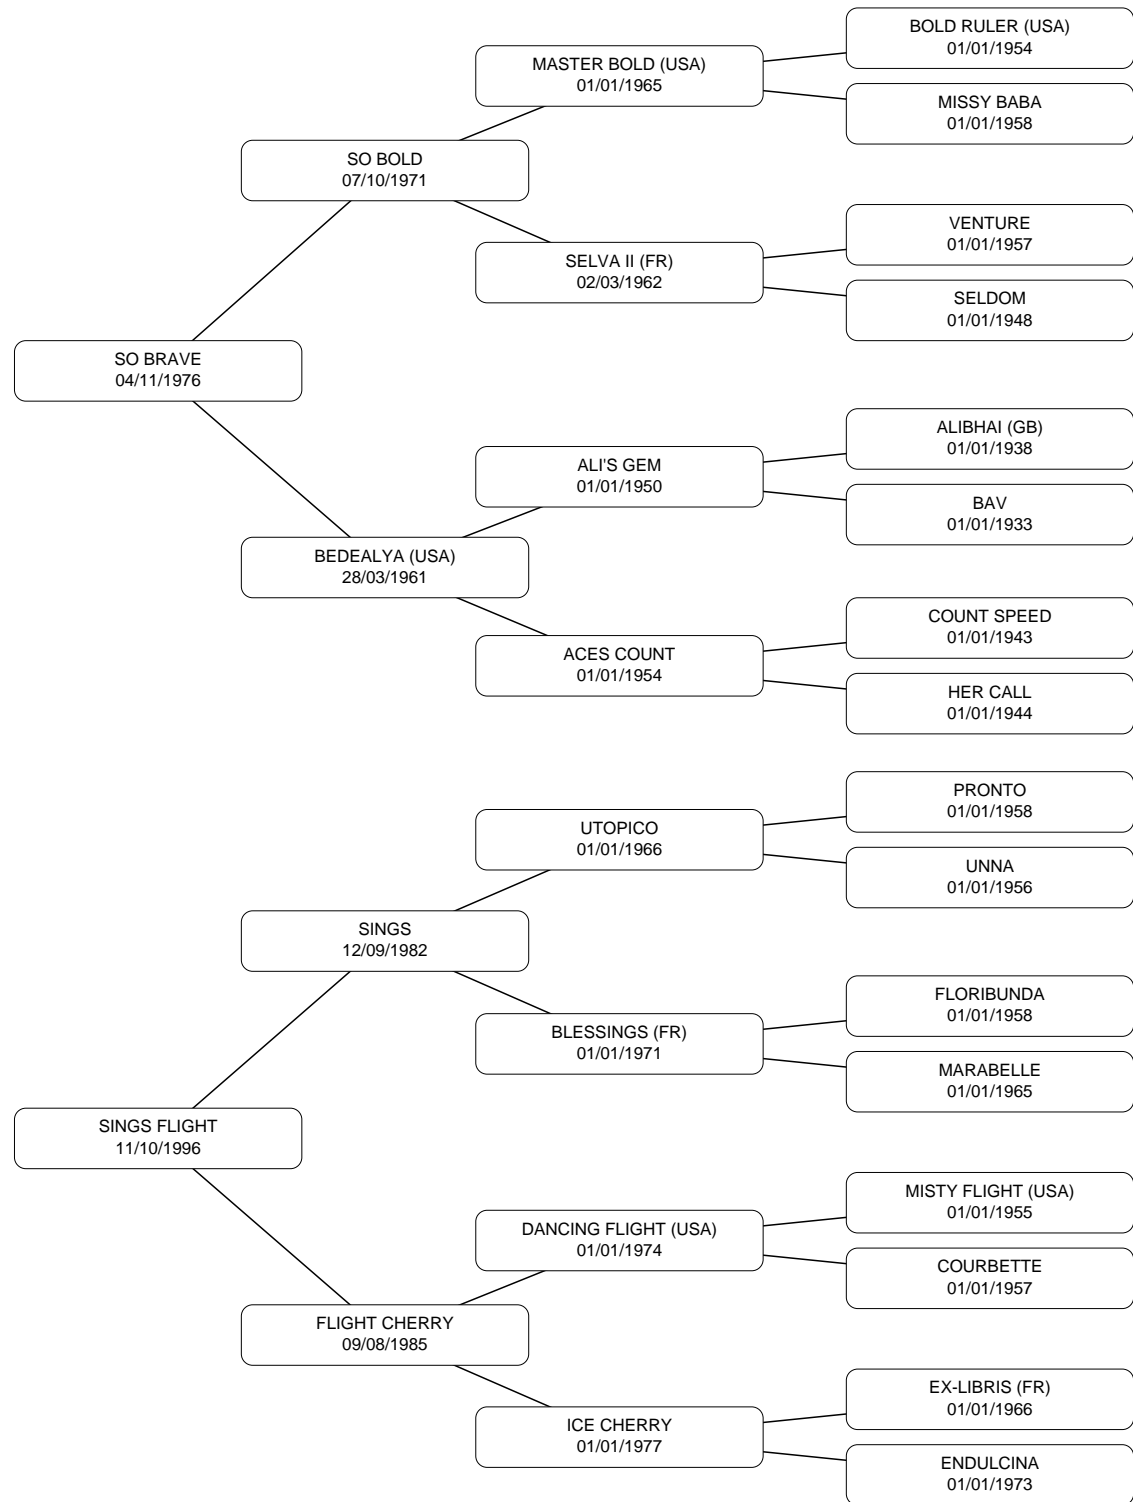 BOLD RULER (USA)
01/01/1954
MASTER BOLD (USA)
01/01/1965
MISSY BABA
01/01/1958
SO BOLD
07/10/1971
VENTURE
01/01/1957
SELVA II (FR)
02/03/1962
SELDOM
01/01/1948
SO BRAVE
04/11/1976
ALIBHAI (GB)
01/01/1938
ALI'S GEM
01/01/1950
BAV
01/01/1933
BEDEALYA (USA)
28/03/1961
COUNT SPEED
01/01/1943
ACES COUNT
01/01/1954
HER CALL
01/01/1944
PRONTO
01/01/1958
UTOPICO
01/01/1966
UNNA
01/01/1956
SINGS
12/09/1982
FLORIBUNDA
01/01/1958
BLESSINGS (FR)
01/01/1971
MARABELLE
01/01/1965
SINGS FLIGHT
11/10/1996
MISTY FLIGHT (USA)
01/01/1955
DANCING FLIGHT (USA)
01/01/1974
COURBETTE
01/01/1957
FLIGHT CHERRY
09/08/1985
EX-LIBRIS (FR)
01/01/1966
ICE CHERRY
01/01/1977
ENDULCINA
01/01/1973